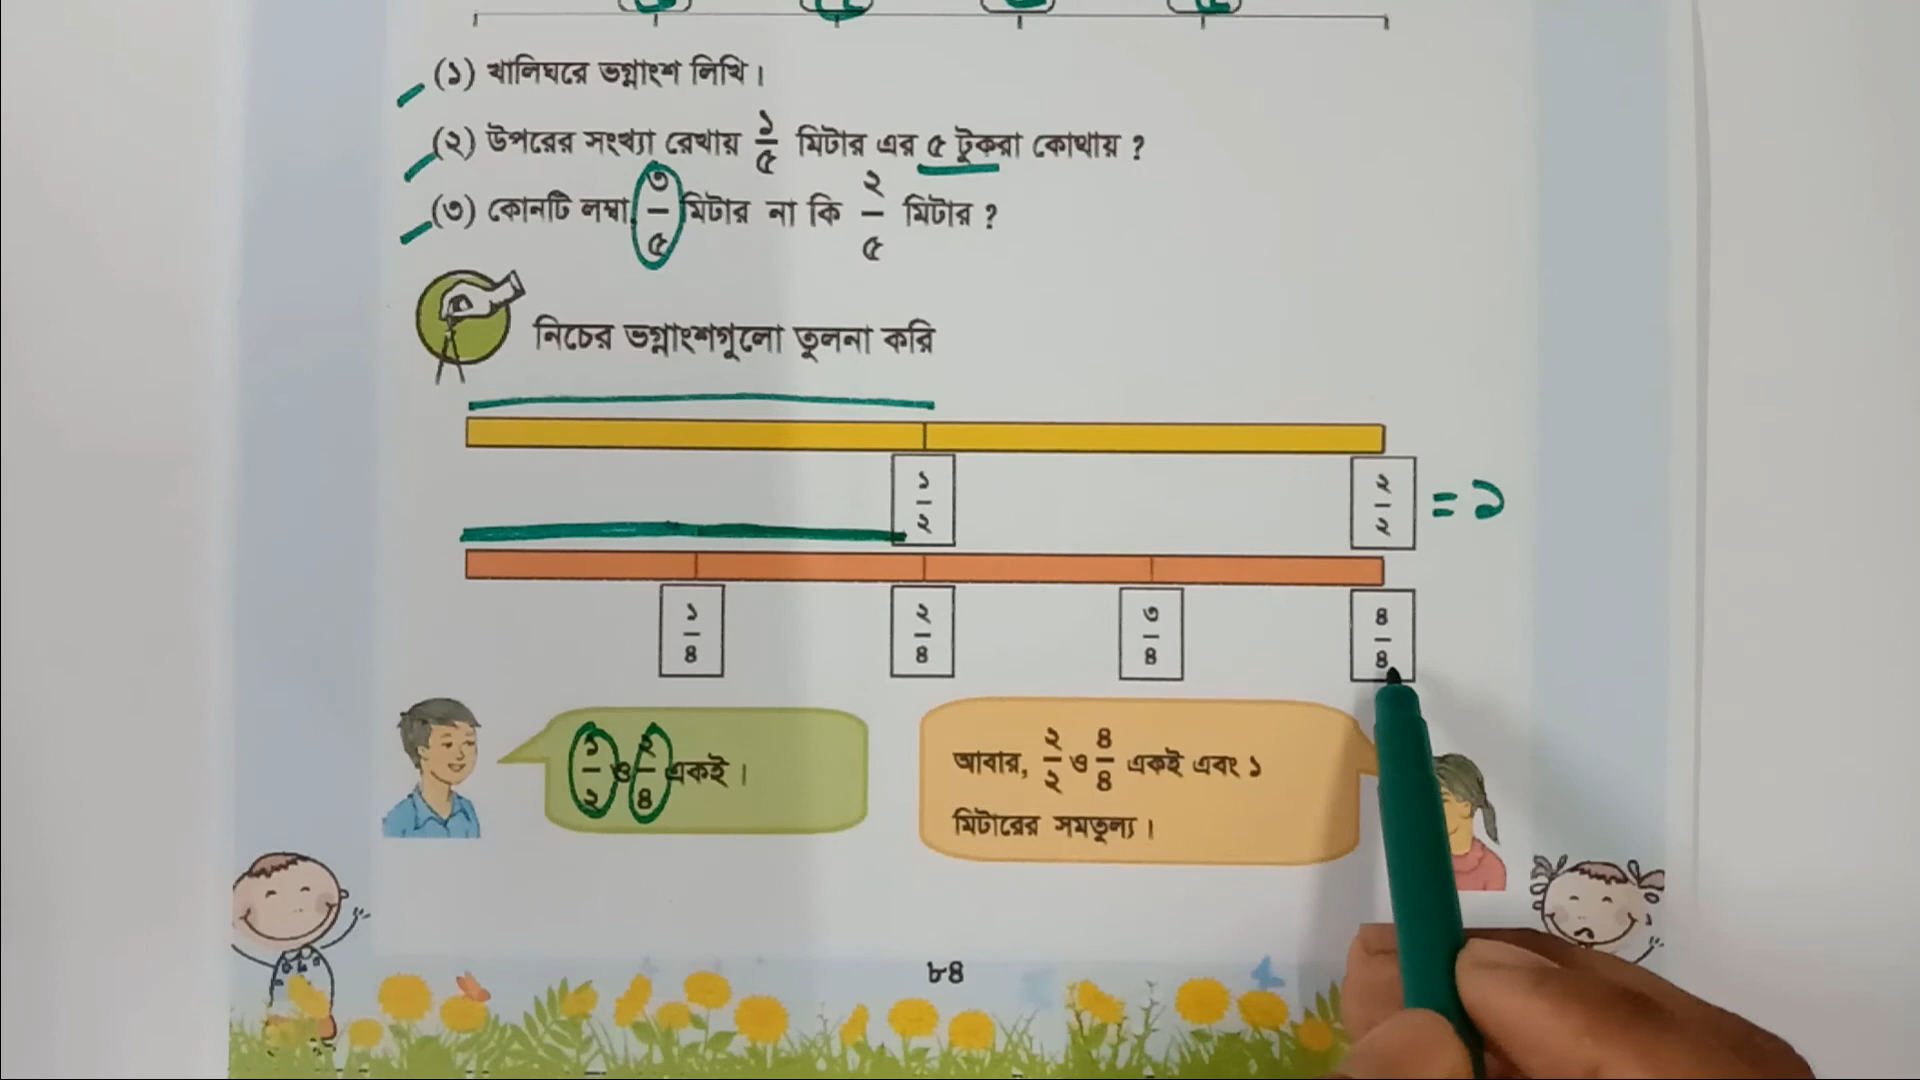 (১) খালিঘরে ভগ্নাংশ লিখি।
(২) উপরের সংখ্যা রেখায় ১/৫ মিটার এর ৫ টুকরা কোথায় ?
(৩) কোনটি লম্বা ৩/৫ মিটার না কি ২/৫ মিটার ?
নিচের ভগ্নাংশগুলো তুলনা করি
১/২ ২/২ = ১
১/৪ ২/৪ ৩/৪ ৪/৪
১/২ ও ২/৪ একই।
আবার, ২/২ ও ৪/৪ একই এবং ১
মিটারের সমতুল্য।
৮৪